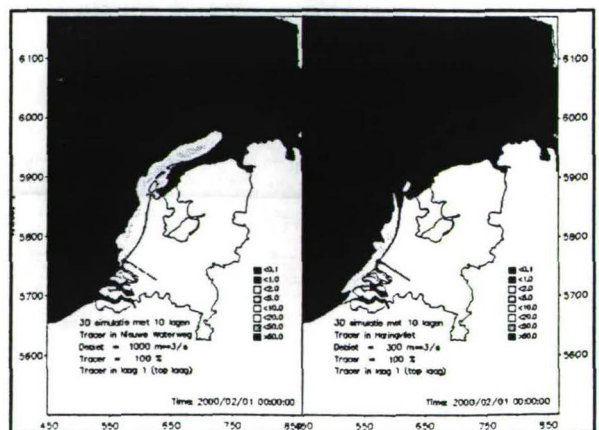 6100
6000
5900
5800
5700
5600
450 550 650 750
<0.1
<1.0
<2.0
<5.0
<10.0
<20.0
<50.0
>50.0
3D simulatie met 10 lagen
Tracer in Nieuwe Waterweg
Debiet = 1000 m**3/s
Tracer = 100 %
Tracer in laag 1 (top laag)
Time: 2000/02/01 00:00:00
6100
6000
5900
5800
5700
5600
550 650 750 850
<0.1
<1.0
<2.0
<5.0
<10.0
<20.0
<50.0
>50.0
3D simulatie met 10 lagen
Tracer in Haringvliet
Debiet = 300 m**3/s
Tracer = 100 %
Tracer in laag 1 (top laag)
Time: 2000/02/01 00:00:00